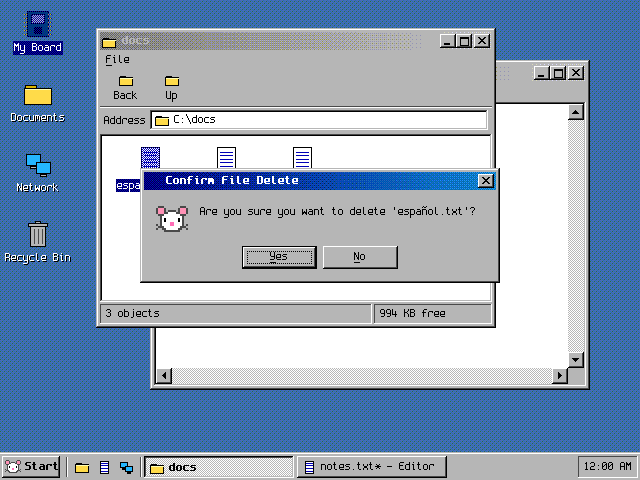 My Board
Documents
Network
Recycle Bin
docs
File
Back
Up
Address
C:\docs
Confirm File Delete
Are you sure you want to delete 'español.txt'?
Yes
No
3 objects
994 KB free
Start
docs
notes.txt* - Editor
12:00 AM